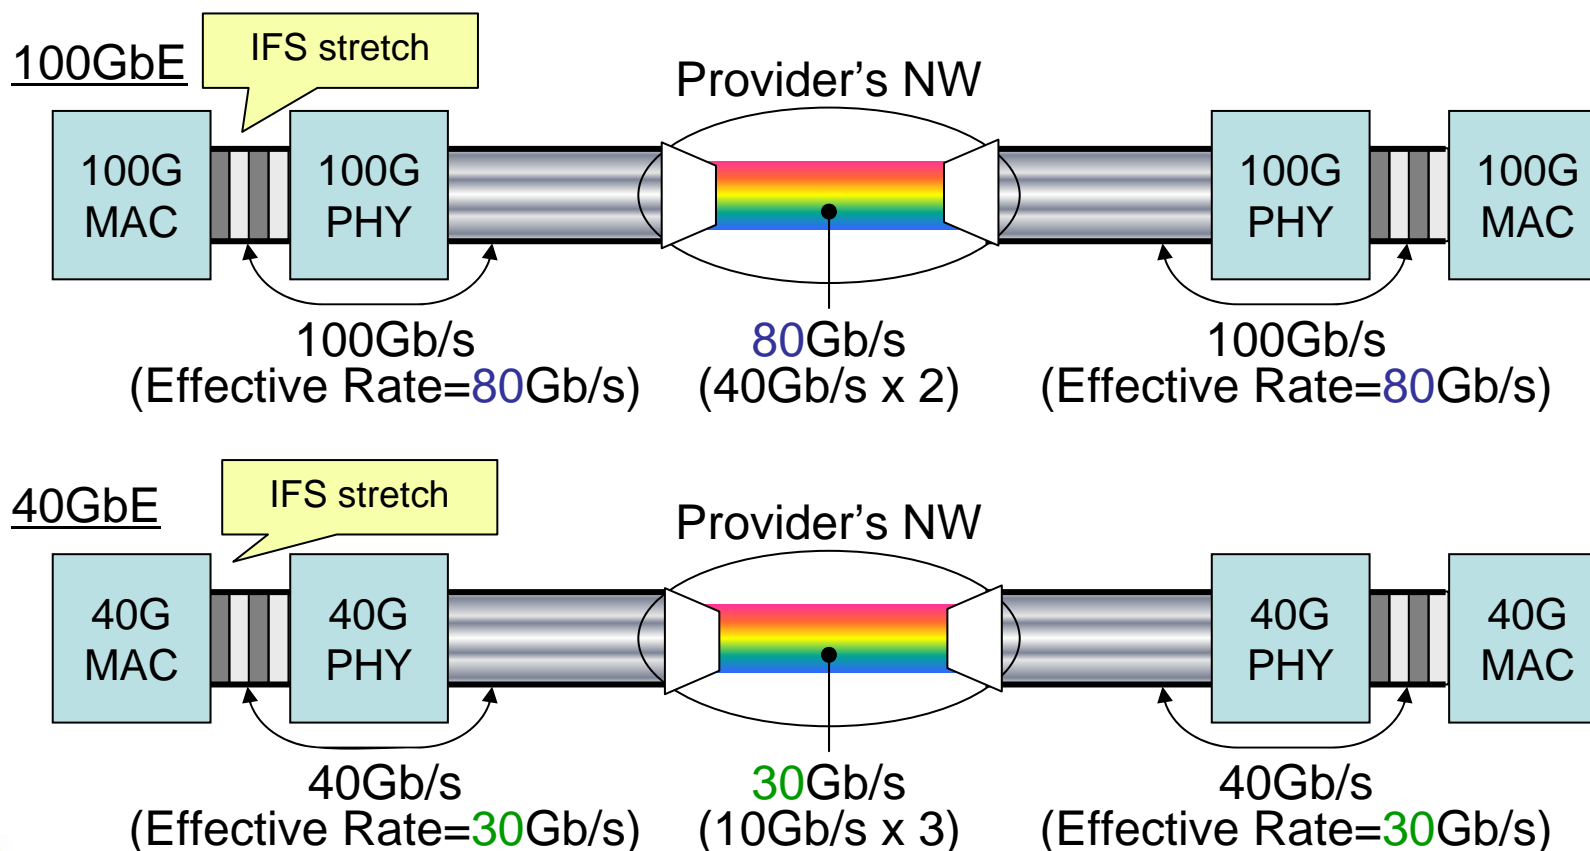 100GbE
IFS stretch
Provider's NW
100G
MAC
100G
PHY
100G
PHY
100G
MAC
100Gb/s
(Effective Rate=80Gb/s)
80Gb/s
(40Gb/s x 2)
100Gb/s
(Effective Rate=80Gb/s)
40GbE
IFS stretch
Provider's NW
40G
MAC
40G
PHY
40G
PHY
40G
MAC
40Gb/s
(Effective Rate=30Gb/s)
30Gb/s
(10Gb/s x 3)
40Gb/s
(Effective Rate=30Gb/s)